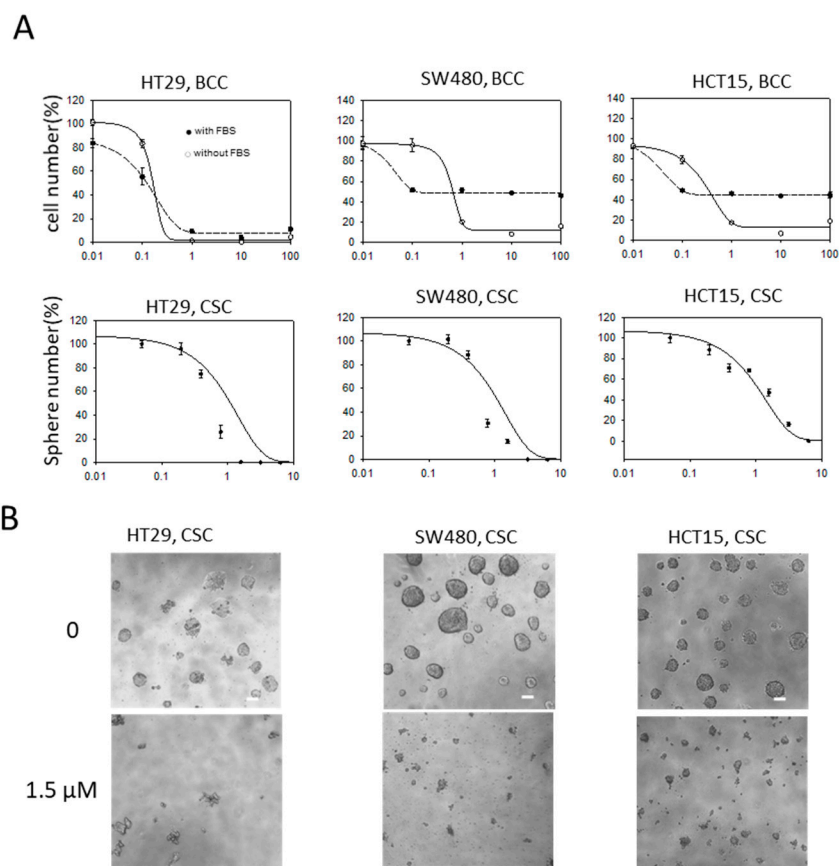 A
HT29, BCC
SW480, BCC
HCT15, BCC
cell number(%)
120
100
80
60
40
20
0
with FBS
without FBS
0.01 0.1 1 10 100
140
120
100
80
60
40
20
0
0.01 0.1 1 10 100
140
120
100
80
60
40
20
0
0.01 0.1 1 10 100
HT29, CSC
SW480, CSC
HCT15, CSC
Sphere number(%)
120
100
80
60
40
20
0
0.01 0.1 1 10
120
100
80
60
40
20
0
0.01 0.1 1 10
120
100
80
60
40
20
0
0.01 0.1 1 10
B
HT29, CSC
SW480, CSC
HCT15, CSC
0
1.5 µM